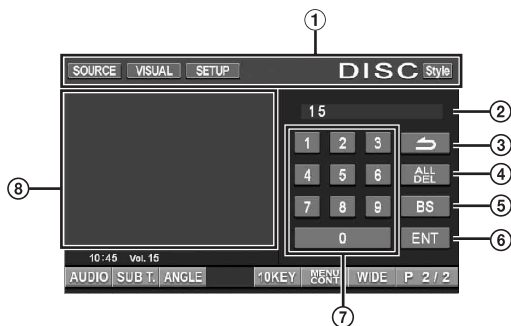 ①
SOURCE VISUAL SETUP DISC Style
15 ②
1 2 3 ③
4 5 6 ALL DEL ④
⑧ 7 8 9 BS ⑤
0 ENT ⑥
10:45 Vol. 15
AUDIO SUB T. ANGLE 10KEY MENU CONT WIDE P 2/2
⑦